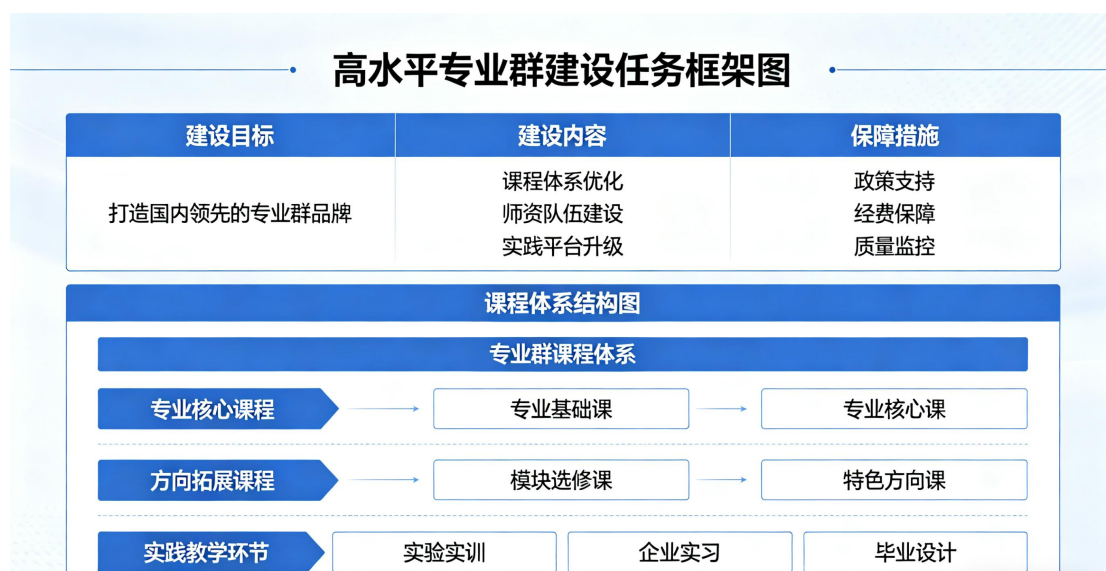 高水平专业群建设任务框架图
建设目标 建设内容 保障措施
打造国内领先的专业群品牌
课程体系优化
师资队伍建设
实践平台升级
政策支持
经费保障
质量监控
课程体系结构图
专业群课程体系
专业核心课程 专业基础课 专业核心课
方向拓展课程 模块选修课 特色方向课
实践教学环节 实验实训 企业实习 毕业设计